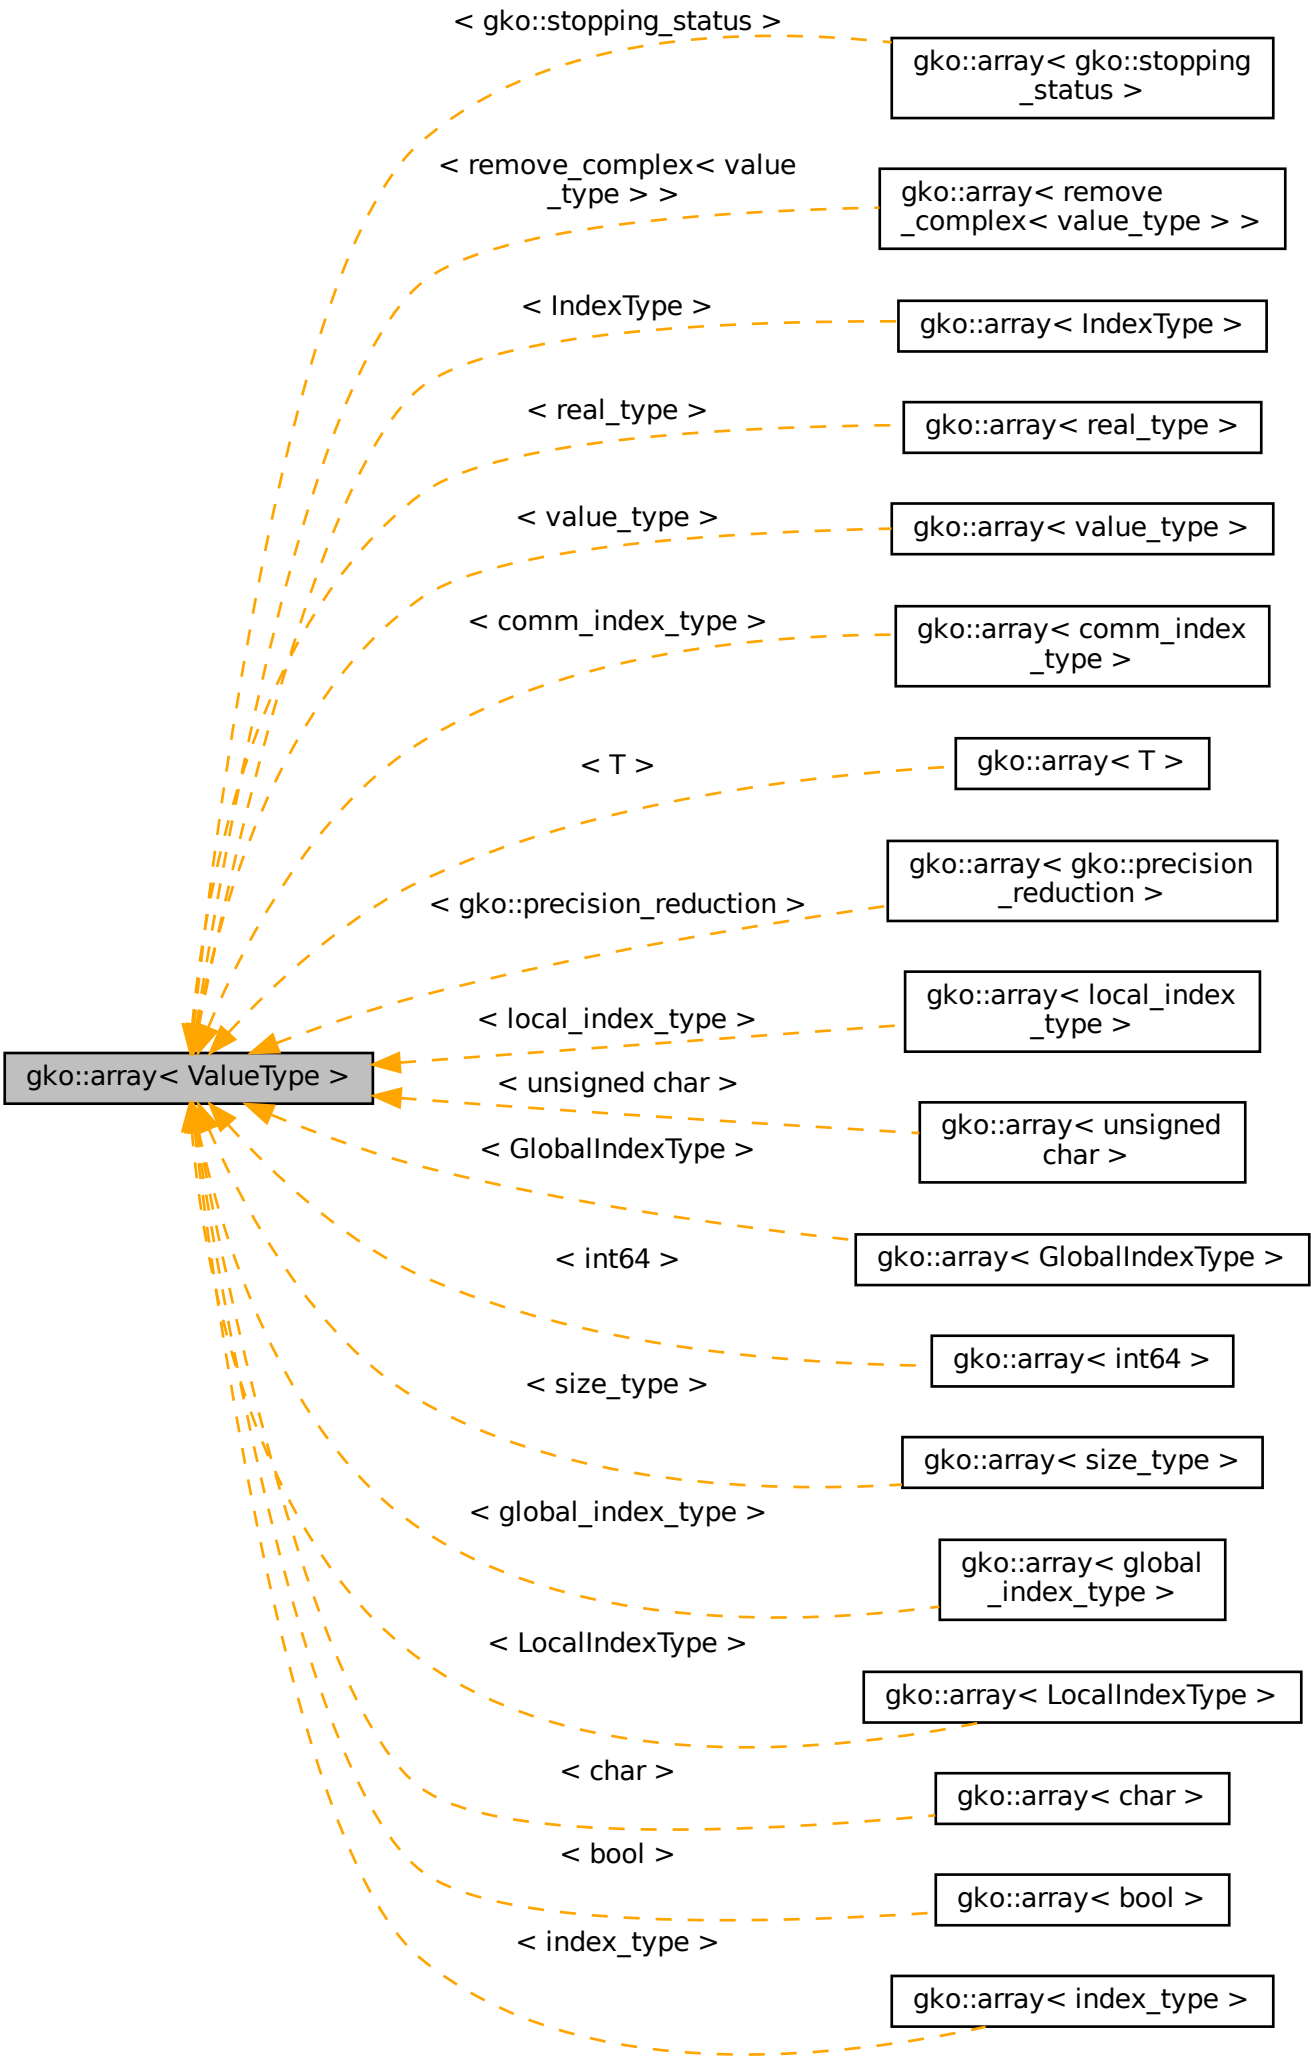 < gko::stopping_status >
gko::array< gko::stopping
_status >
< remove_complex< value
_type > >
gko::array< remove
_complex< value_type > >
< IndexType >
gko::array< IndexType >
< real_type >
gko::array< real_type >
< value_type >
gko::array< value_type >
< comm_index_type >
gko::array< comm_index
_type >
< T >
gko::array< T >
< gko::precision_reduction >
gko::array< gko::precision
_reduction >
< local_index_type >
gko::array< local_index
_type >
gko::array< ValueType >
< unsigned char >
gko::array< unsigned
char >
< GlobalIndexType >
gko::array< GlobalIndexType >
< int64 >
gko::array< int64 >
< size_type >
gko::array< size_type >
< global_index_type >
gko::array< global
_index_type >
< LocalIndexType >
gko::array< LocalIndexType >
< char >
gko::array< char >
< bool >
gko::array< bool >
< index_type >
gko::array< index_type >